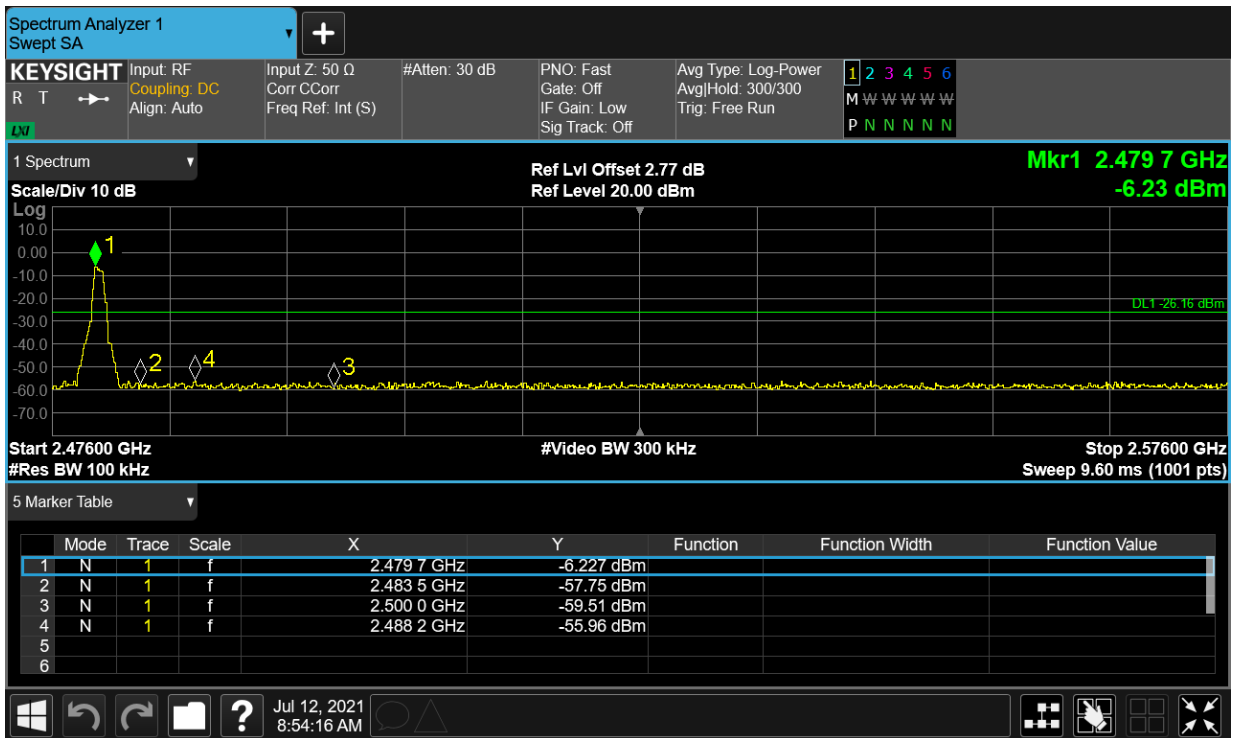 Spectrum Analyzer 1
Swept SA
KEYSIGHT
R T
LXI
Input: RF
Coupling: DC
Align: Auto
Input Z: 50 Ω
Corr CCorr
Freq Ref: Int (S)
#Atten: 30 dB
PNO: Fast
Gate: Off
IF Gain: Low
Sig Track: Off
Avg Type: Log-Power
Avg|Hold: 300/300
Trig: Free Run
1 2 3 4 5 6
M W W W W W
P N N N N N
1 Spectrum
Scale/Div 10 dB
Ref Lvl Offset 2.77 dB
Ref Level 20.00 dBm
Mkr1 2.479 7 GHz
-6.23 dBm
Log
10.0
0.00
-10.0
-20.0
-30.0
-40.0
-50.0
-60.0
-70.0
1
2
4
3
DL1 -26.16 dBm
Start 2.47600 GHz
#Res BW 100 kHz
#Video BW 300 kHz
Stop 2.57600 GHz
Sweep 9.60 ms (1001 pts)
5 Marker Table
Mode Trace Scale X Y Function Function Width Function Value
1 N 1 f 2.479 7 GHz -6.227 dBm
2 N 1 f 2.483 5 GHz -57.75 dBm
3 N 1 f 2.500 0 GHz -59.51 dBm
4 N 1 f 2.488 2 GHz -55.96 dBm
5
6
?
Jul 12, 2021
8:54:16 AM